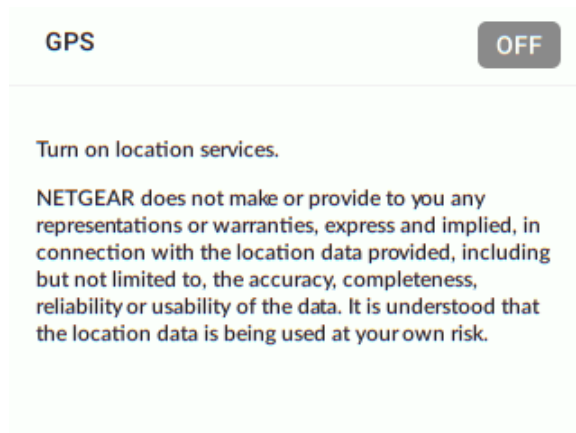 GPS
OFF
Turn on location services.
NETGEAR does not make or provide to you any
representations or warranties, express and implied, in
connection with the location data provided, including
but not limited to, the accuracy, completeness,
reliability or usability of the data. It is understood that
the location data is being used at your own risk.